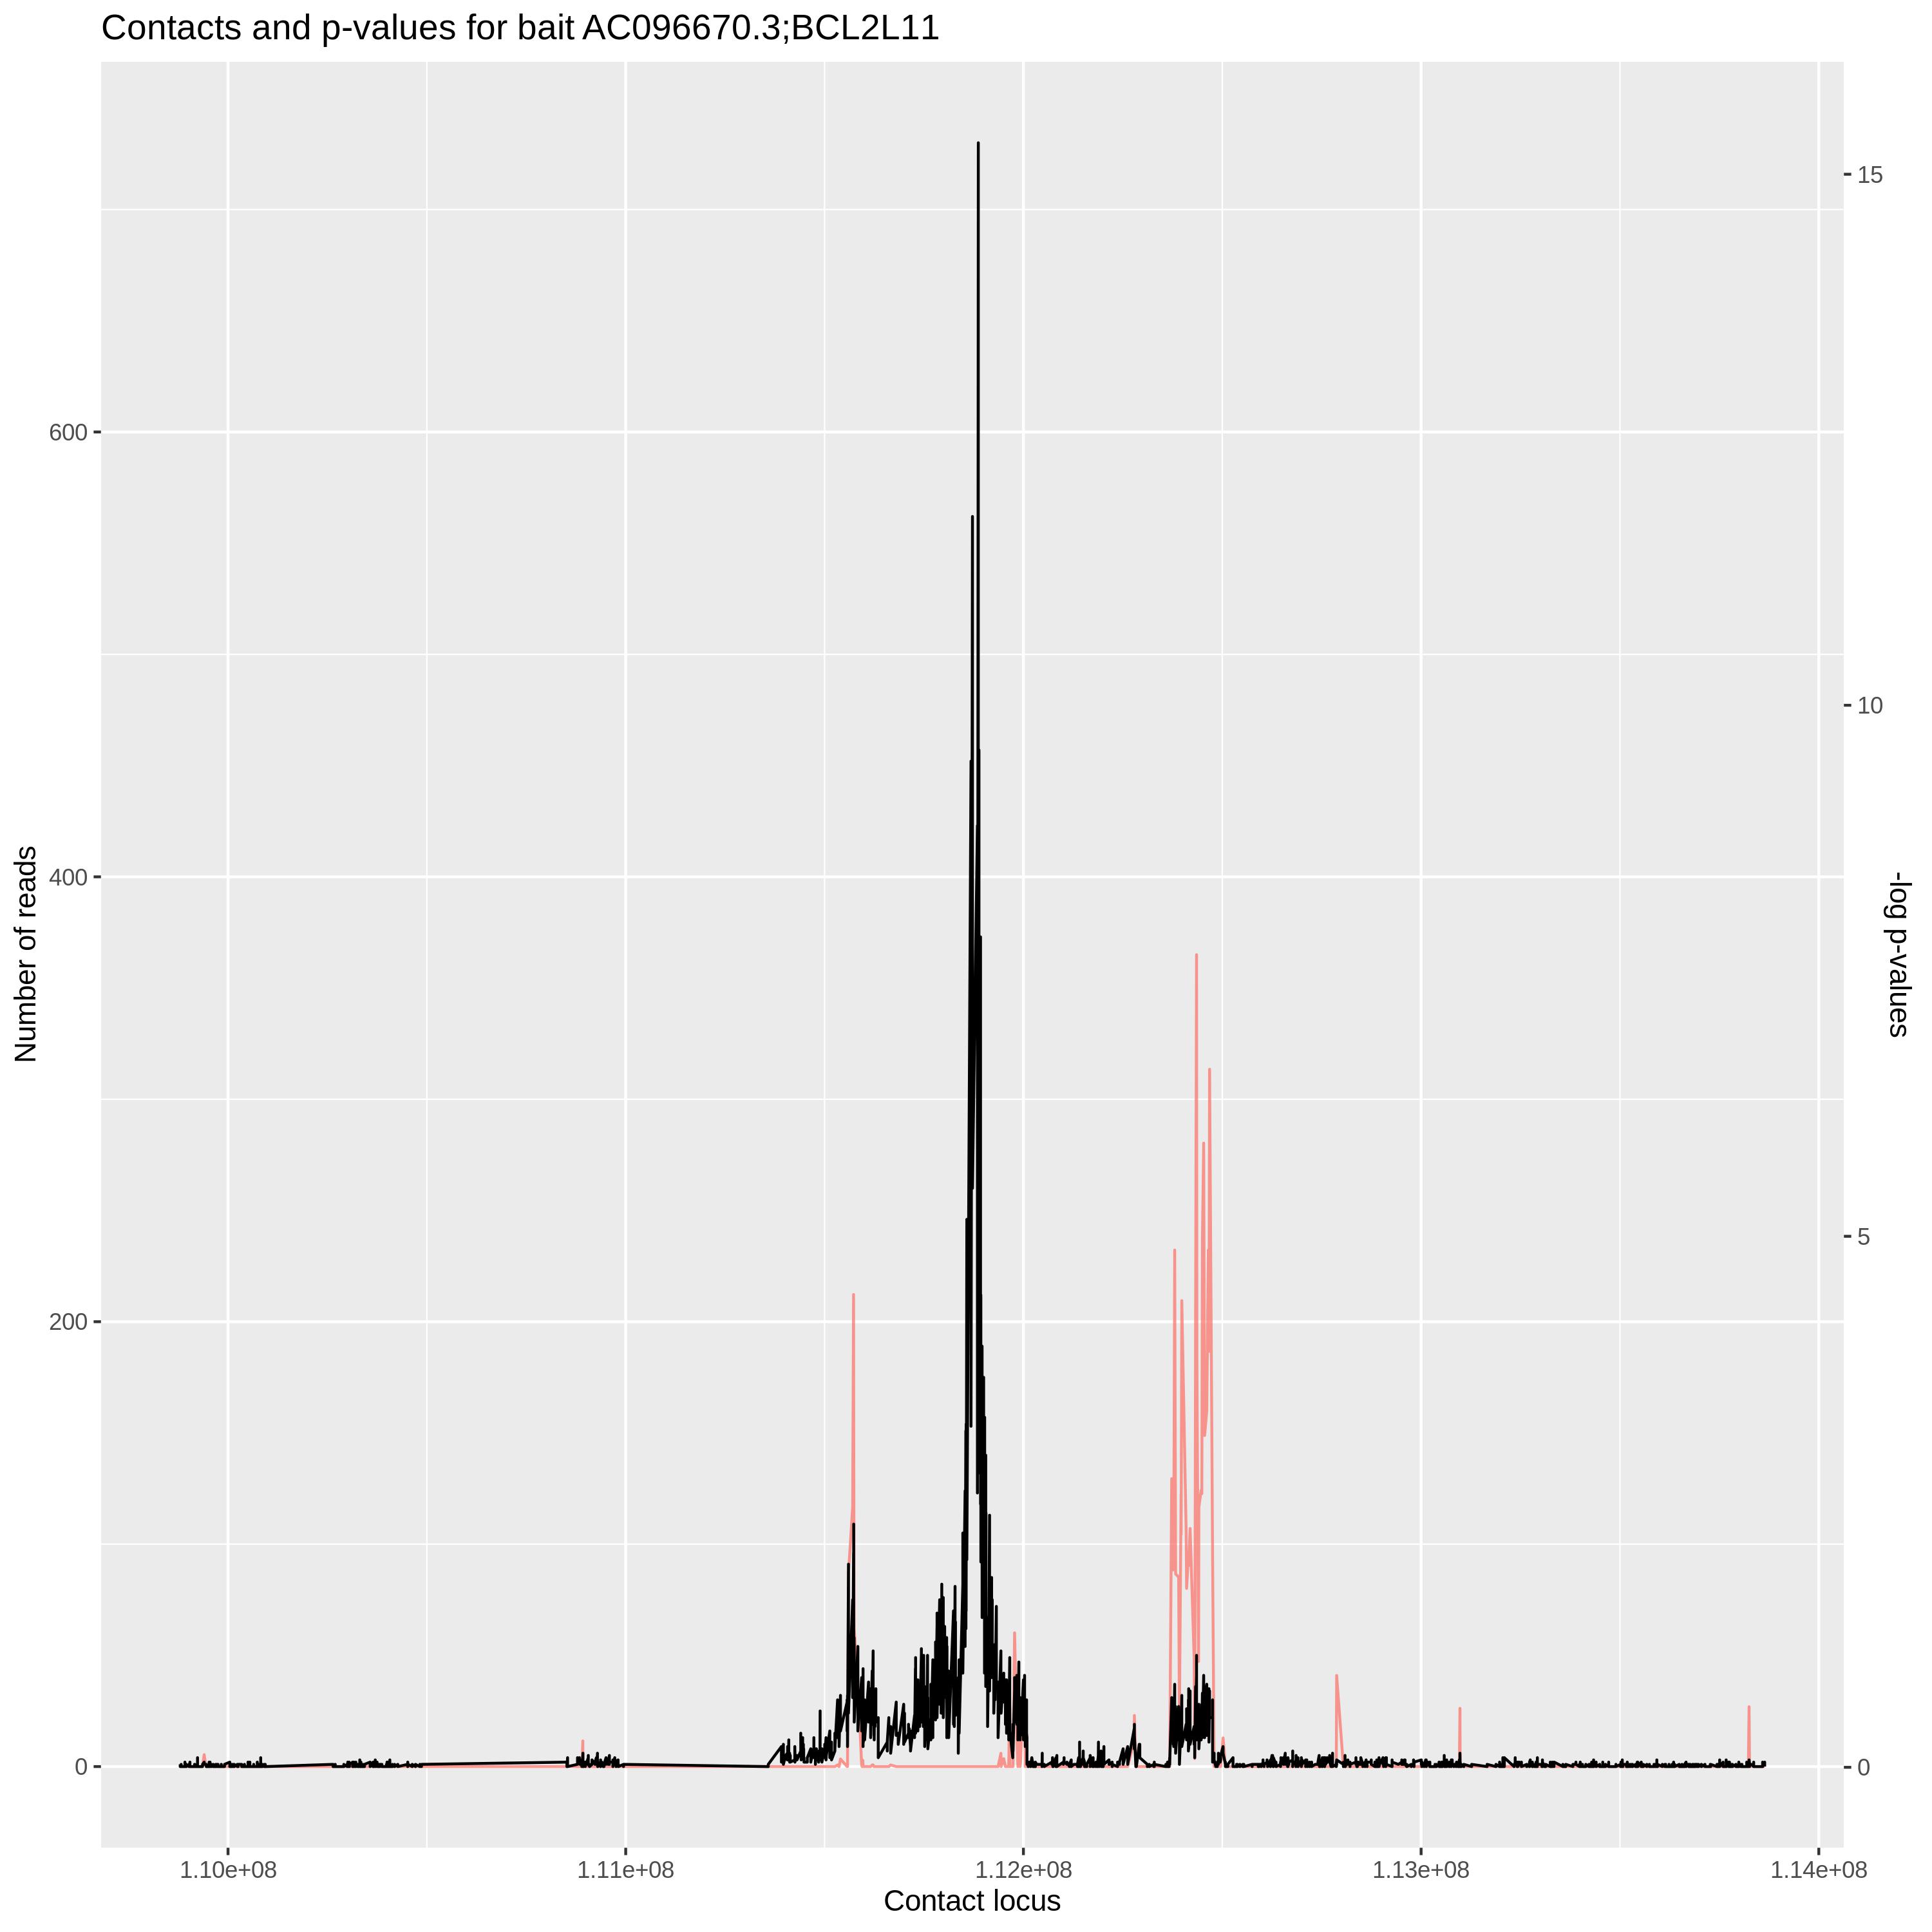 Contacts and p-values for bait AC096670.3;BCL2L11
Number of reads
600
400
200
0
15
10
5
0
-log p-values
1.10e+08
1.11e+08
1.12e+08
1.13e+08
1.14e+08
Contact locus